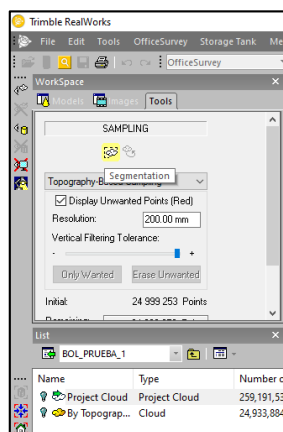 Trimble RealWorks
File Edit Tools OfficeSurvey Storage Tank Me
OfficeSurvey
WorkSpace
Models Images Tools
SAMPLING
Segmentation
Topography-Based Sampling
Display Unwanted Points (Red)
Resolution: 200.00 mm
Vertical Filtering Tolerance:
- +
Only Wanted Erase Unwanted
Initial: 24 999 253 Points
List
BOL_PRUEBA_1
Name Type Number o
Project Cloud Project Cloud 259,191,53
By Topograp... Cloud 24,933,884